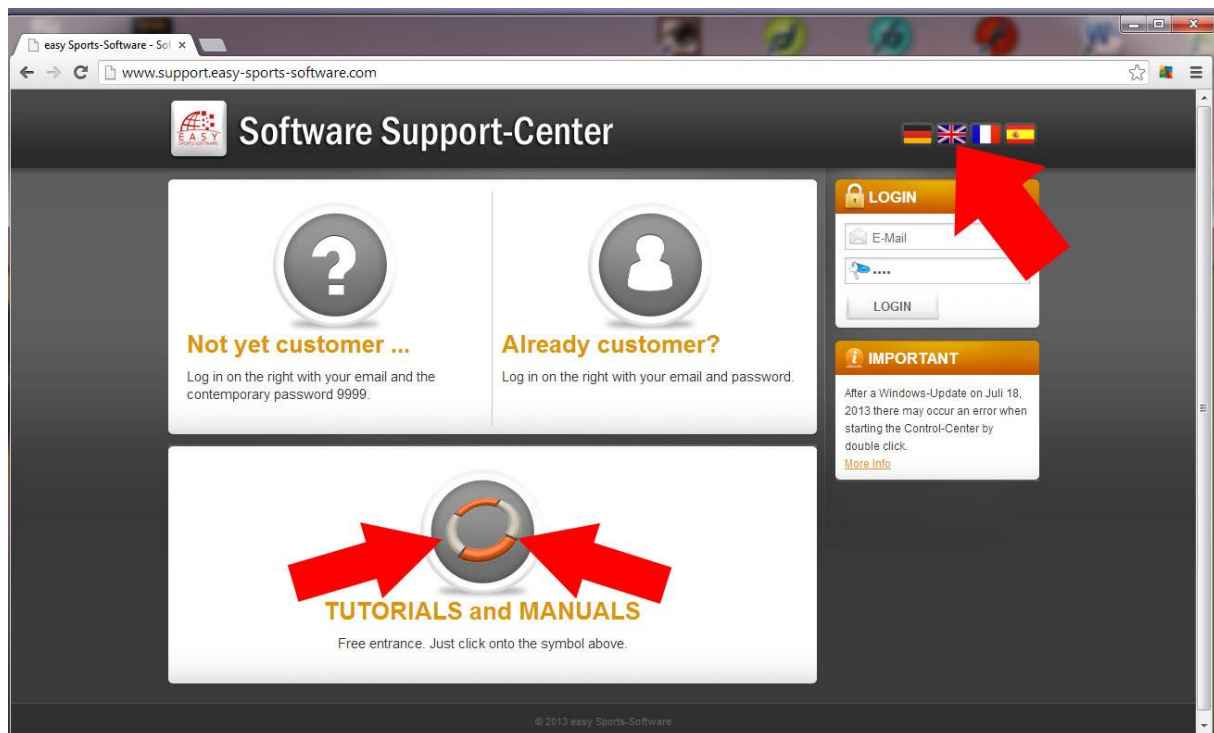 easy Sports-Software - Sof
www.support.easy-sports-software.com
EASY
SPORTS-SOFTWARE
Software Support-Center
Not yet customer ...
Log in on the right with your email and the
contemporary password 9999.
Already customer?
Log in on the right with your email and password.
LOGIN
E-Mail
....
LOGIN
IMPORTANT
After a Windows-Update on Juli 18,
2013 there may occur an error when
starting the Control-Center by
double click.
More Info
TUTORIALS and MANUALS
Free entrance. Just click onto the symbol above.
© 2013 easy Sports-Software